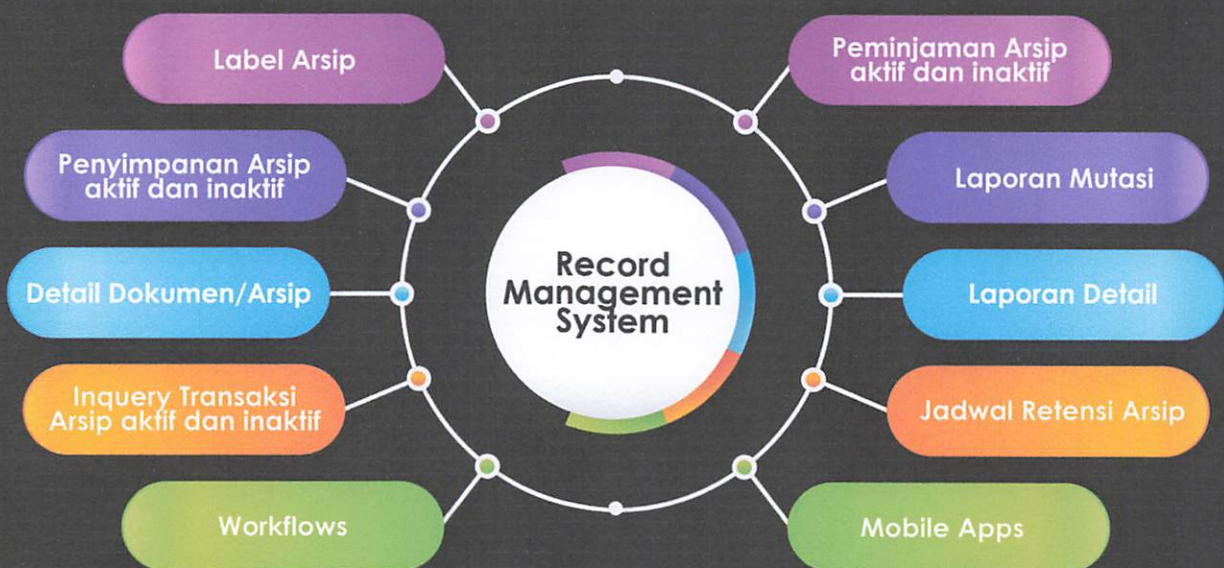 Label Arsip
Penyimpanan Arsip
aktif dan inaktif
Detail Dokumen/Arsip
Inquery Transaksi
Arsip aktif dan inaktif
Workflows
Record
Management
System
Peminjaman Arsip
aktif dan inaktif
Laporan Mutasi
Laporan Detail
Jadwal Retensi Arsip
Mobile Apps